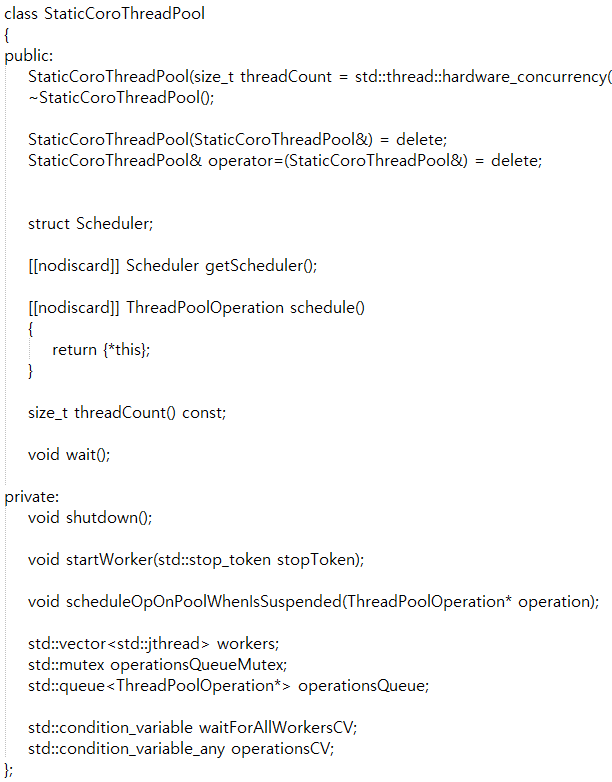 class StaticCoroThreadPool
{
public:
StaticCoroThreadPool(size_t threadCount = std::thread::hardware_concurrency(
~StaticCoroThreadPool();
StaticCoroThreadPool(StaticCoroThreadPool&) = delete;
StaticCoroThreadPool& operator=(StaticCoroThreadPool&) = delete;
struct Scheduler;
[[nodiscard]] Scheduler getScheduler();
[[nodiscard]] ThreadPoolOperation schedule()
{
return {*this};
}
size_t threadCount() const;
void wait();
private:
void shutdown();
void startWorker(std::stop_token stopToken);
void scheduleOpOnPoolWhenIsSuspended(ThreadPoolOperation* operation);
std::vector<std::jthread> workers;
std::mutex operationsQueueMutex;
std::queue<ThreadPoolOperation*> operationsQueue;
std::condition_variable waitForAllWorkersCV;
std::condition_variable_any operationsCV;
};